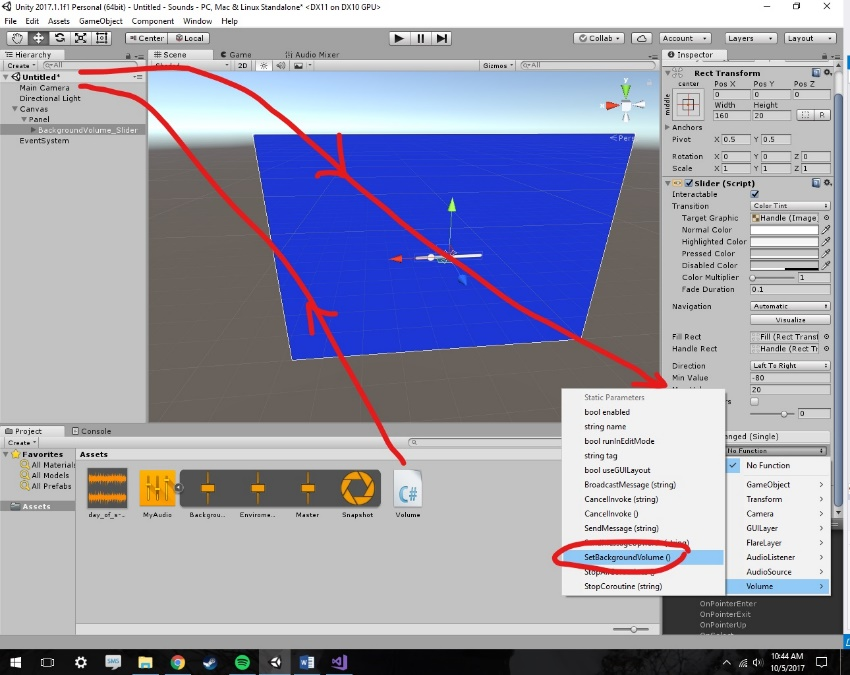 Unity 2017.1.1f1 Personal (64bit) - Untitled - Sounds - PC, Mac & Linux Standalone* <DX11 on DX10 GPU>
File Edit Assets GameObject Component Window Help
Center Local Collab Account Layers Layout
Hierarchy
Create All
Untitled*
Main Camera
Directional Light
Canvas
Panel
BackgroundVolume_Slider
EventSystem
Scene Game Audio Mixer
2D Gizmos All
y
Inspector
Rect Transform
center Pos X Pos Y Pos Z
middle
0 0 0
Width Height
160 20
R
Anchors
Pivot X 0.5 Y 0.5
Rotation X 0 Y 0 Z 0
Scale X 1 Y 1 Z 1
Slider (Script)
Interactable
Transition Color Tint
Target Graphic Handle (Image
Normal Color
Highlighted Color
Pressed Color
Disabled Color
Color Multiplier 1
Fade Duration 0.1
Navigation Automatic
Visualize
Fill Rect Fill (Rect Transf
Handle Rect Handle (Rect Tr
Direction Left To Right
Min Value -80
20
0
anged (Single)
No Function
Static Parameters
bool enabled
string name
bool runInEditMode
string tag
bool useGUILayout
BroadcastMessage (string)
CancelInvoke (string)
CancelInvoke ()
SendMessage (string)
SetBackgroundVolume ()
StopCoroutine (string)
No Function
GameObject
Transform
Camera
GUILayer
FlareLayer
AudioListener
AudioSource
Volume
OnPointerEnter
OnPointerExit
OnPointerUp
Project Console
Create
Favorites
All Materials
All Models
All Prefabs
Assets
Assets
day_of_s-...
MyAudio
Backgrou...
Envirome...
Master
Snapshot
C#
Volume
SMS
10:44 AM
10/5/2017